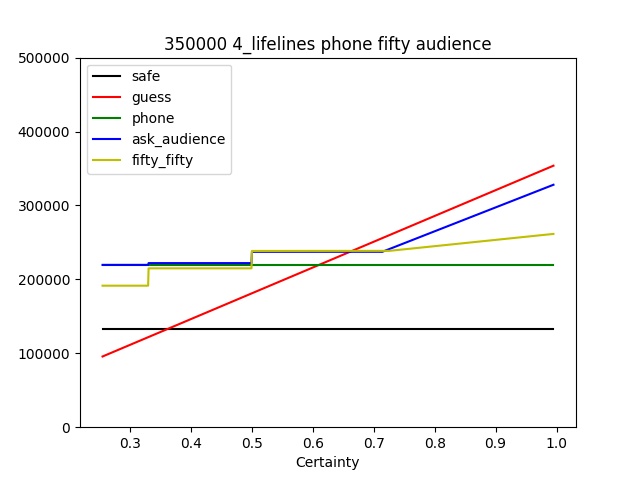 350000 4_lifelines phone fifty audience
500000
400000
300000
200000
100000
0
safe
guess
phone
ask_audience
fifty_fifty
0.3 0.4 0.5 0.6 0.7 0.8 0.9 1.0
Certainty